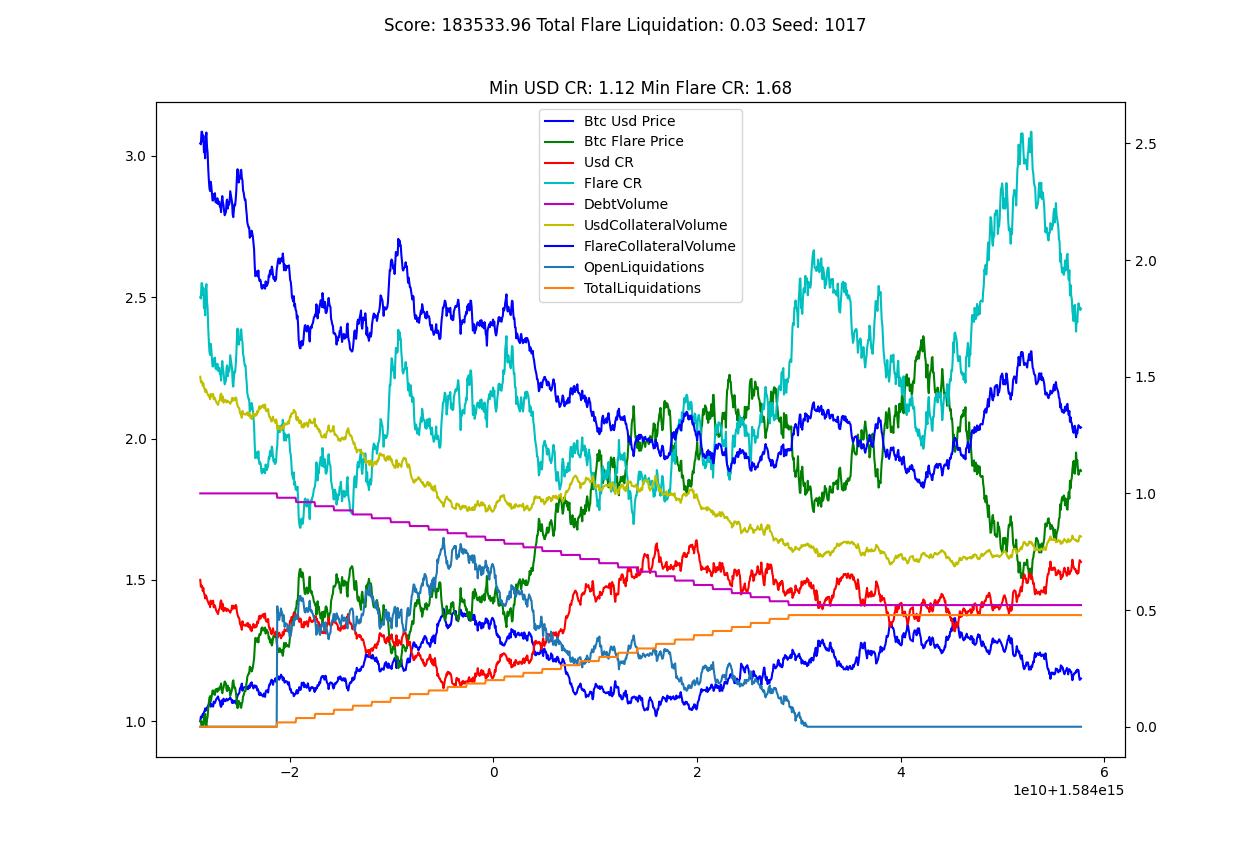 Score: 183533.96 Total Flare Liquidation: 0.03 Seed: 1017
Min USD CR: 1.12 Min Flare CR: 1.68
Btc Usd Price
Btc Flare Price
Usd CR
Flare CR
DebtVolume
UsdCollateralVolume
FlareCollateralVolume
OpenLiquidations
TotalLiquidations
3.0
2.5
2.0
1.5
1.0
2.5
2.0
1.5
1.0
0.5
0.0
−2 0 2 4 6
1e10+1.584e15